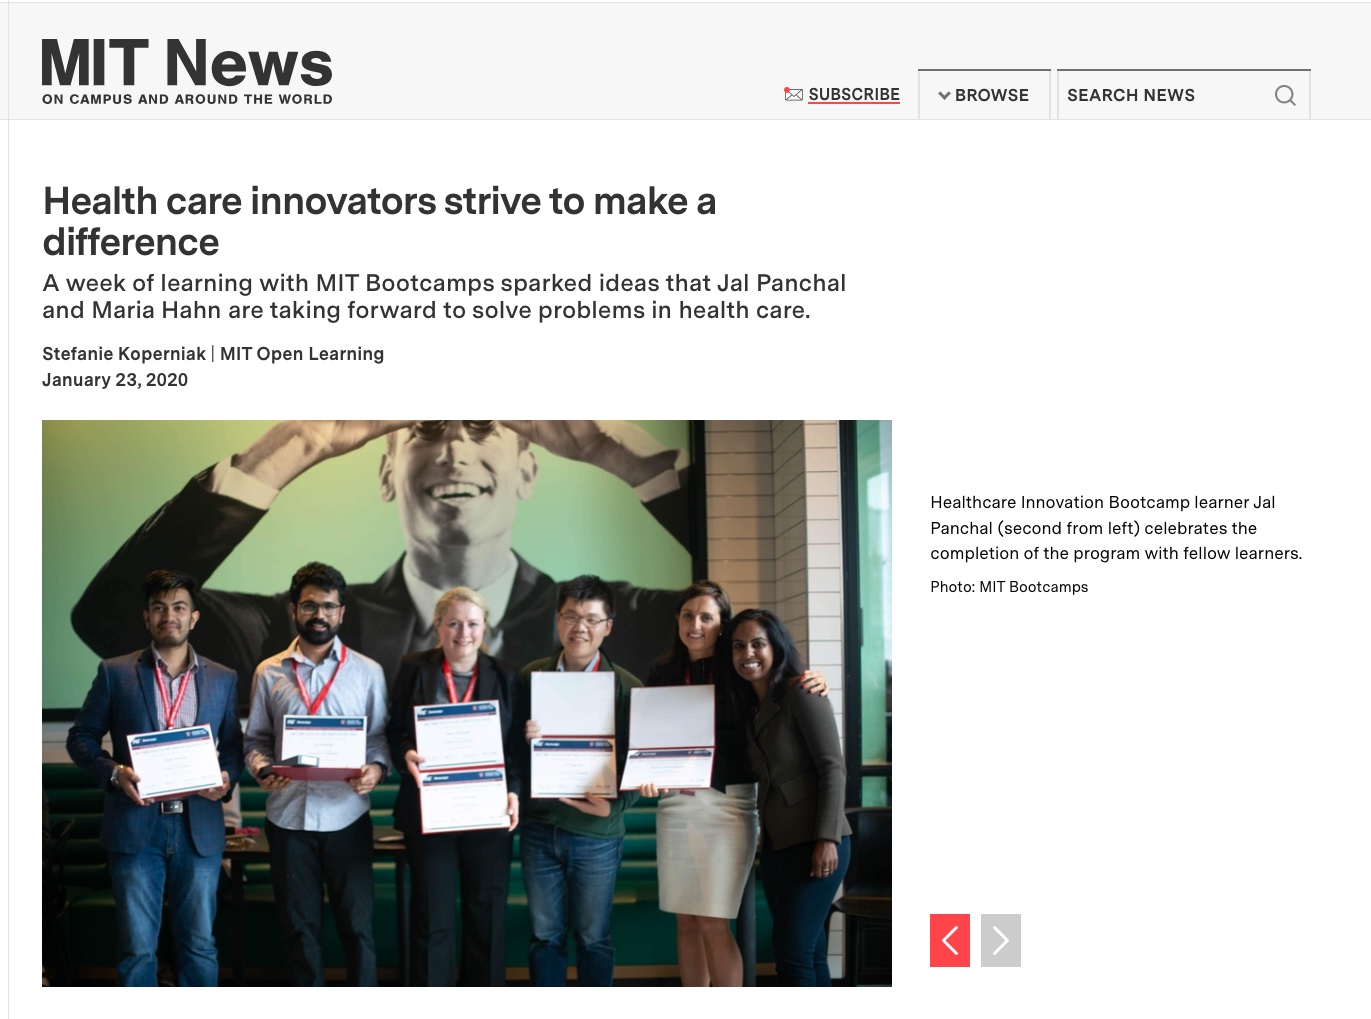 MIT News
ON CAMPUS AND AROUND THE WORLD
SUBSCRIBE
BROWSE
SEARCH NEWS
Health care innovators strive to make a
difference
A week of learning with MIT Bootcamps sparked ideas that Jal Panchal
and Maria Hahn are taking forward to solve problems in health care.
Stefanie Koperniak | MIT Open Learning
January 23, 2020
Healthcare Innovation Bootcamp learner Jal
Panchal (second from left) celebrates the
completion of the program with fellow learners.
Photo: MIT Bootcamps